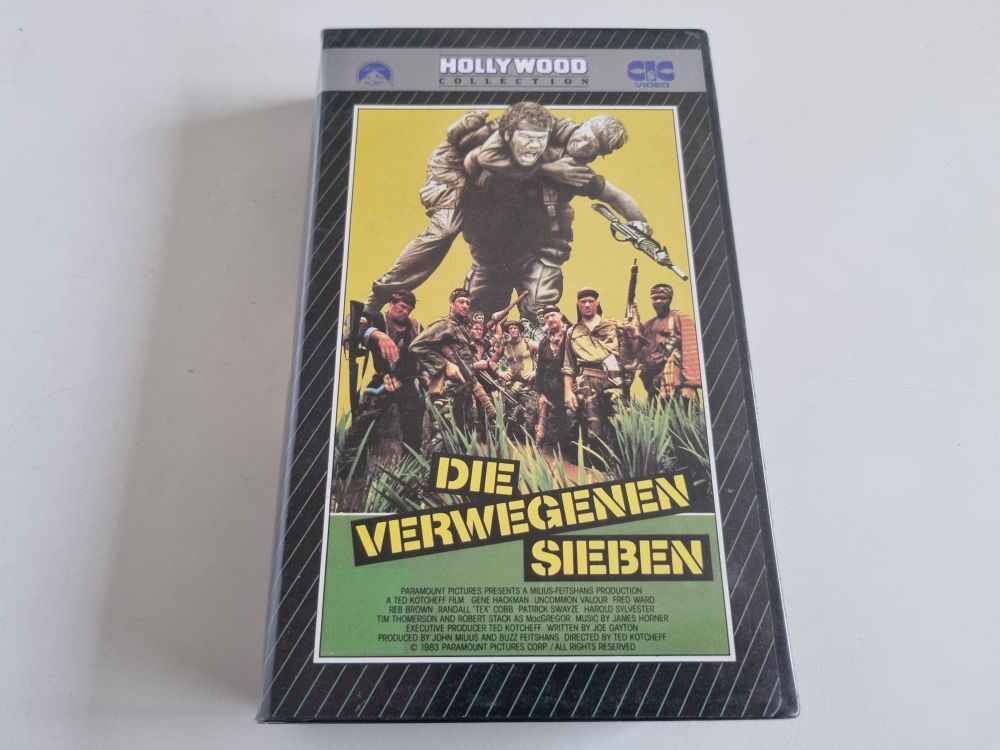 HOLLYWOOD
COLLECTION
CIC
VIDEO
DIE
VERWEGENEN
SIEBEN
PARAMOUNT PICTURES PRESENTS A MILIUS-FEITSHANS PRODUCTION
A TED KOTCHEFF FILM GENE HACKMAN UNCOMMON VALOUR FRED WARD
REB BROWN RANDALL "TEX" COBB PATRICK SWAYZE HAROLD SYLVESTER
TIM THOMERSON AND ROBERT STACK AS MacGREGOR MUSIC BY JAMES HORNER
EXECUTIVE PRODUCER TED KOTCHEFF WRITTEN BY JOE GAYTON
PRODUCED BY JOHN MILIUS AND BUZZ FEITSHANS DIRECTED BY TED KOTCHEFF
© 1983 PARAMOUNT PICTURES CORP. / ALL RIGHTS RESERVED